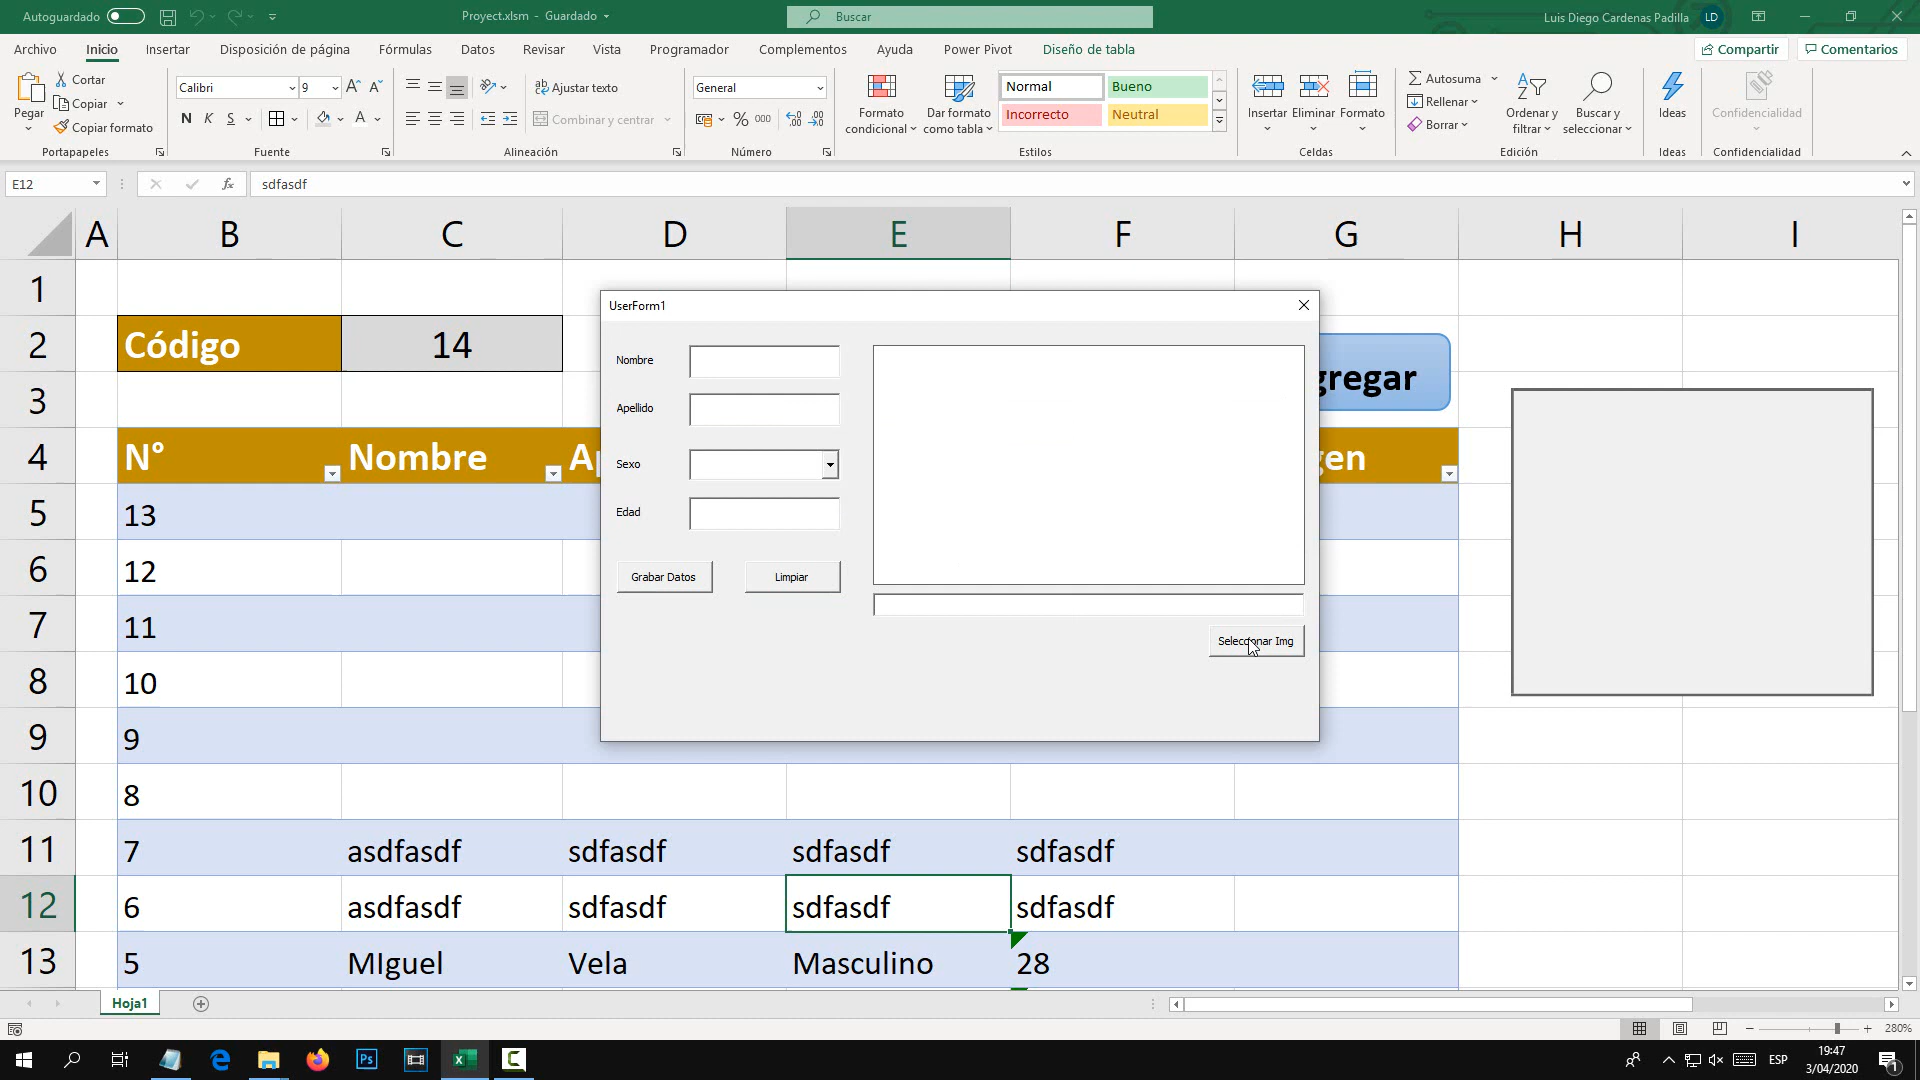 Autoguardado
Proyect.xlsm - Guardado
Buscar
Luis Diego Cardenas Padilla
LD
Archivo Inicio Insertar Disposición de página Fórmulas Datos Revisar Vista Programador Complementos Ayuda Power Pivot Diseño de tabla Compartir Comentarios
Pegar
Cortar
Copiar
Copiar formato
Portapapeles
Calibri 9
N K S
Fuente
Ajustar texto
Combinar y centrar
Alineación
General
% 000
Número
Formato condicional
Dar formato como tabla
Normal Bueno
Incorrecto Neutral
Estilos
Insertar Eliminar Formato
Celdas
Autosuma
Rellenar
Borrar
Ordenar y filtrar
Buscar y seleccionar
Edición
Ideas
Ideas
Confidencialidad
Confidencialidad
E12 fx sdfasdf
A B C D E F G H I
1
2 Código 14 gregar
3
4 N° Nombre A gen
5 13
6 12
7 11
8 10
9 9
10 8
11 7 asdfasdf sdfasdf sdfasdf sdfasdf
12 6 asdfasdf sdfasdf sdfasdf sdfasdf
13 5 MIguel Vela Masculino 28
UserForm1
Nombre
Apellido
Sexo
Edad
Grabar Datos Limpiar
Seleccionar Img
Hoja1
280%
Ps
ESP
19:47
3/04/2020
1